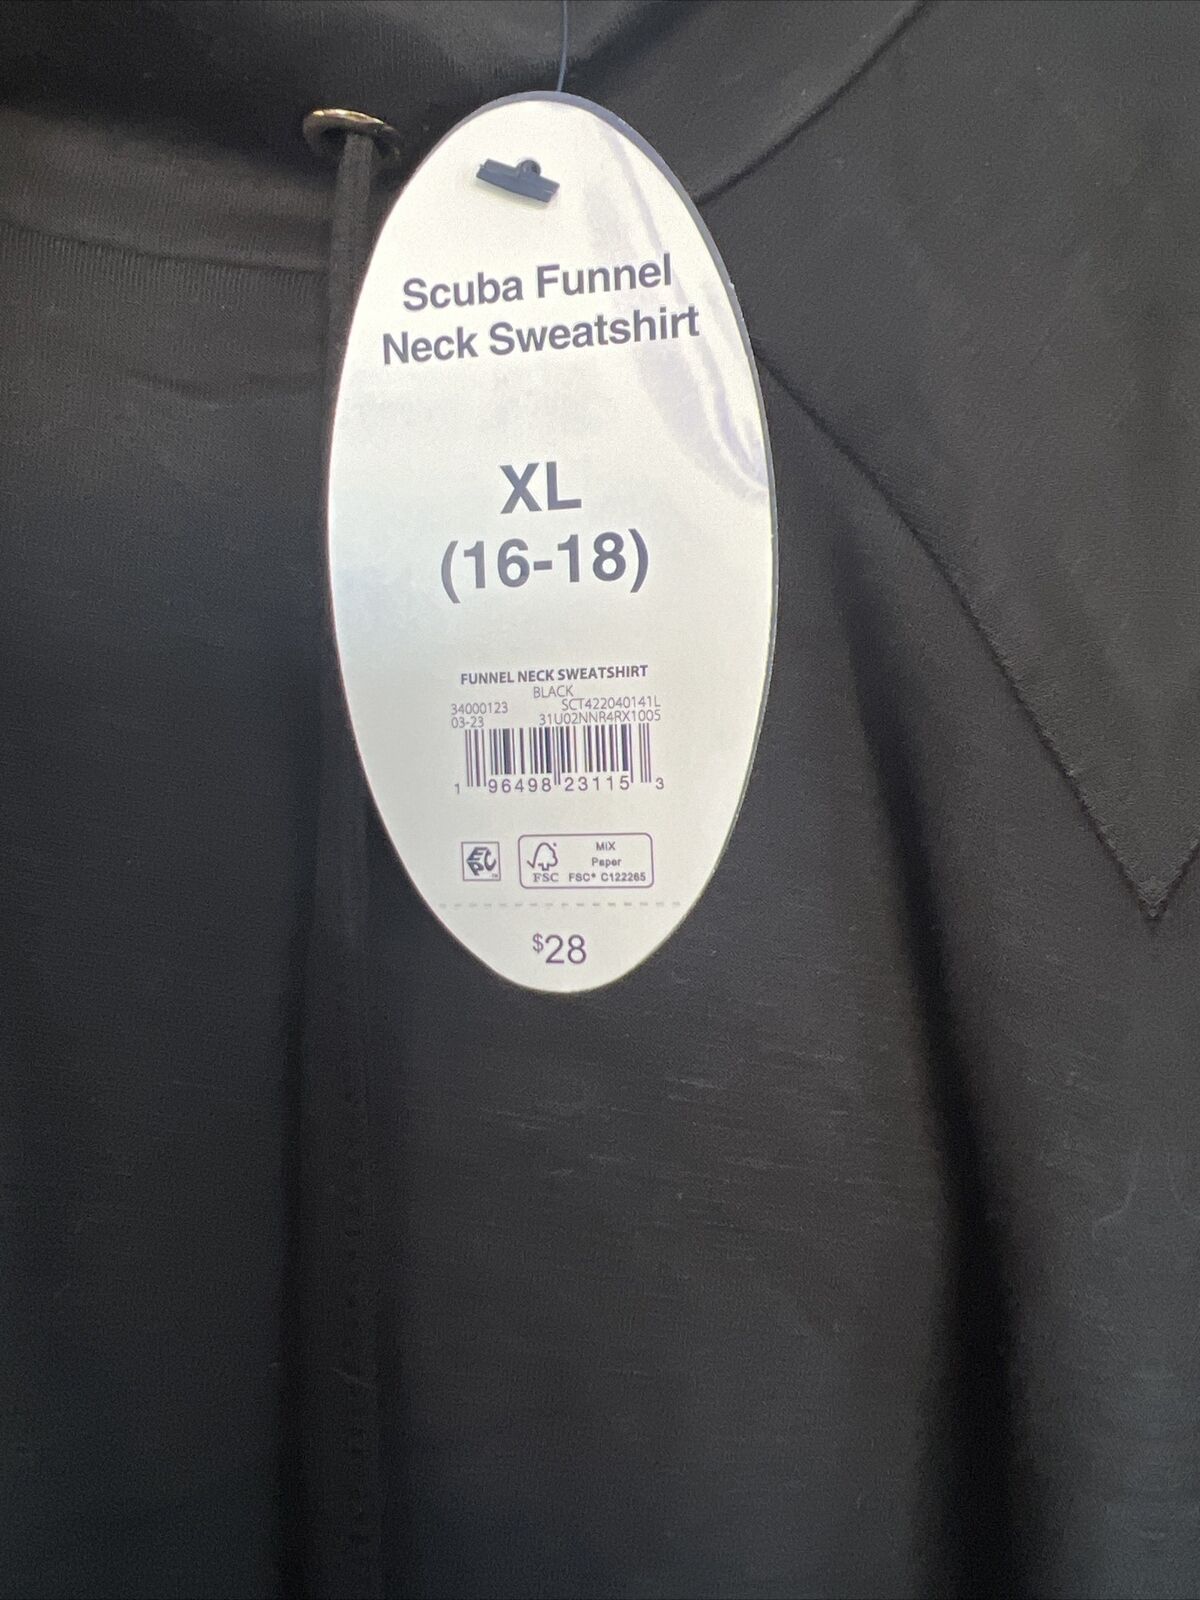 Scuba Funnel
Neck Sweatshirt
XL
(16-18)
FUNNEL NECK SWEATSHIRT
BLACK
34000123 SCT422040141L
03-23 31U02NNR4RX1005
1 96498 23115 3
EPC™
FSC
MIX
Paper
FSC® C122265
$28